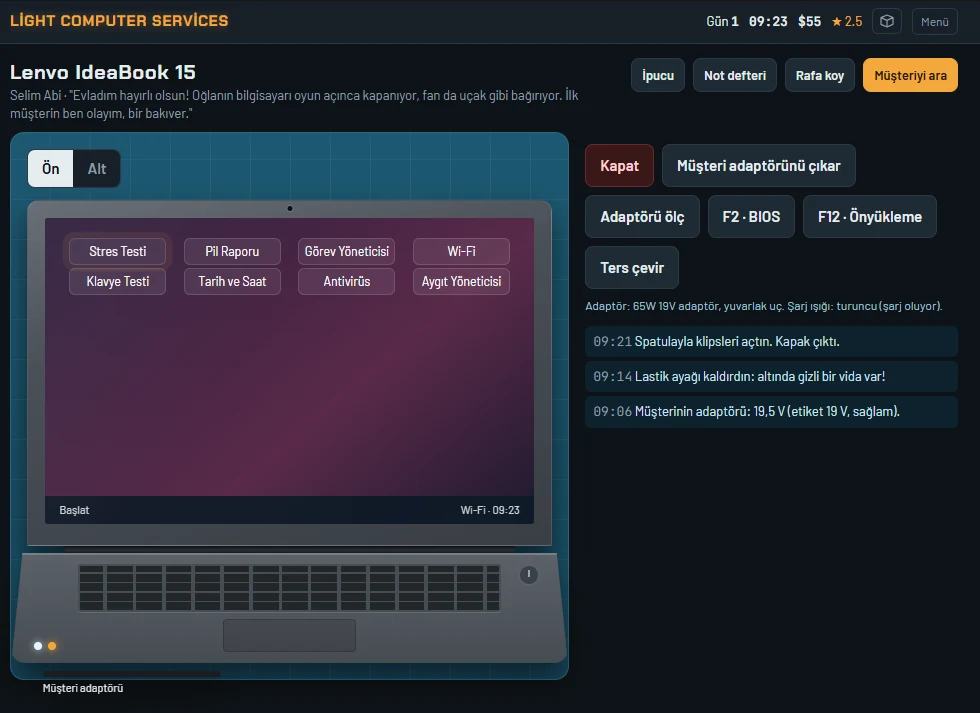 LİGHT COMPUTER SERVİCES
Gün 1 09:23 $55 ★ 2.5 Menü
Lenvo IdeaBook 15
Selim Abi · "Evladım hayırlı olsun! Oğlanın bilgisayarı oyun açınca kapanıyor, fan da uçak gibi bağırıyor. İlk
müşterin ben olayım, bir bakıver."
İpucu Not defteri Rafa koy Müşteriyi ara
Ön Alt
Stres Testi Pil Raporu Görev Yöneticisi Wi-Fi
Klavye Testi Tarih ve Saat Antivirüs Aygıt Yöneticisi
Başlat Wi-Fi · 09:23
Müşteri adaptörü
Kapat Müşteri adaptörünü çıkar
Adaptörü ölç F2 · BIOS F12 · Önyükleme
Ters çevir
Adaptör: 65W 19V adaptör, yuvarlak uç. Şarj ışığı: turuncu (şarj oluyor).
09:21 Spatulayla klipsleri açtın. Kapak çıktı.
09:14 Lastik ayağı kaldırdın: altında gizli bir vida var!
09:06 Müşterinin adaptörü: 19,5 V (etiket 19 V, sağlam).